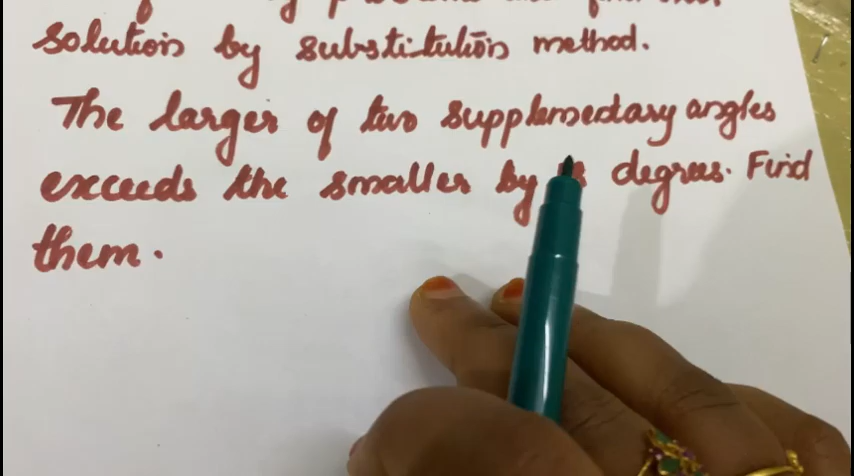 solution by substitution method.
The larger of two supplementary angles
exceeds the smaller by degrees. Find
them.